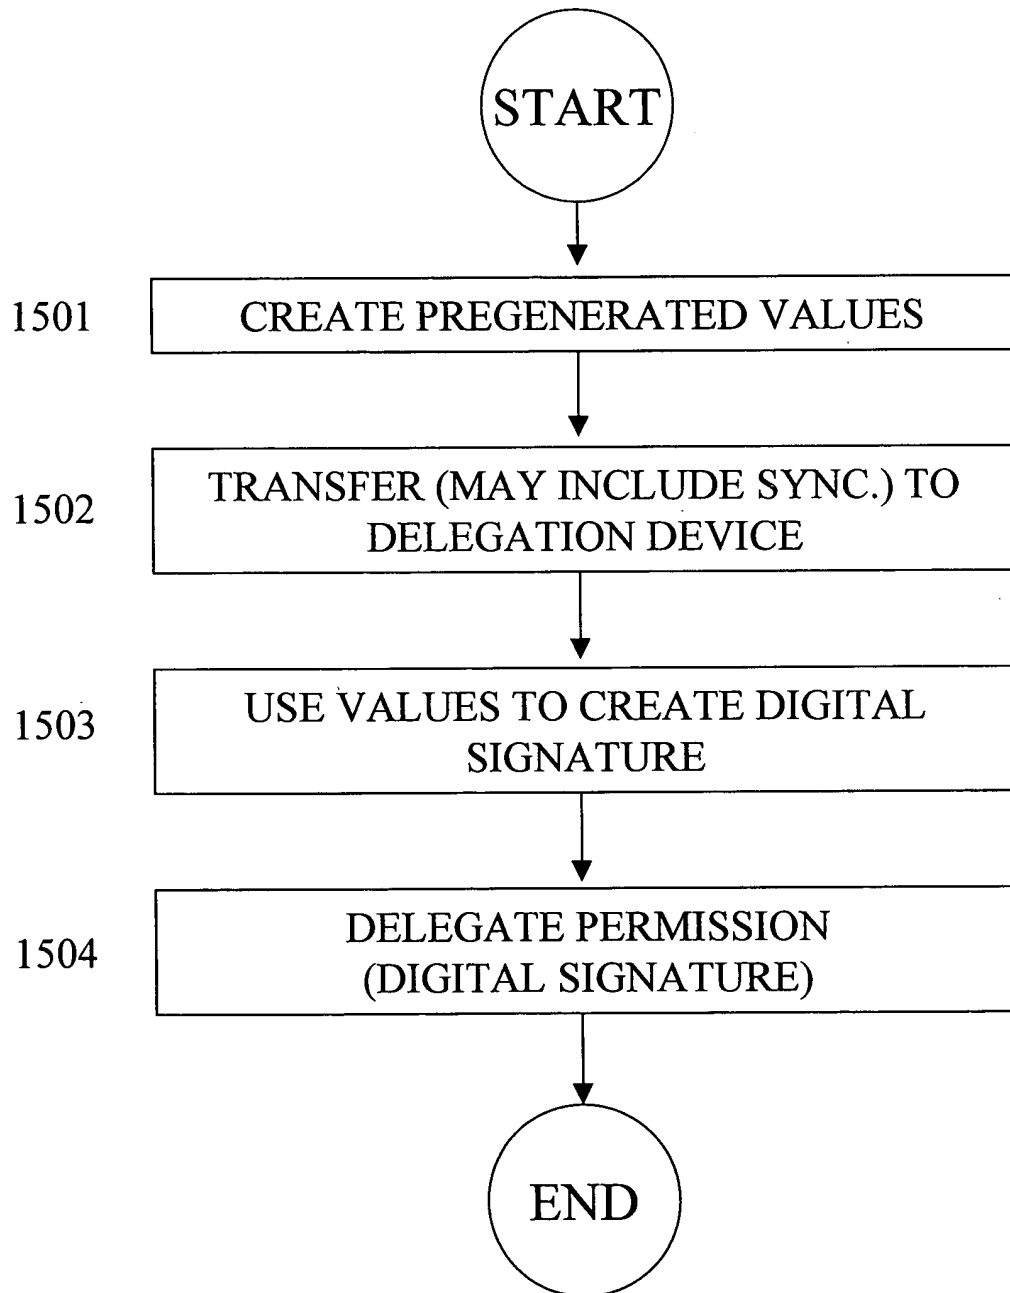 START
1501
CREATE PREGENERATED VALUES
1502
TRANSFER (MAY INCLUDE SYNC.) TO
DELEGATION DEVICE
1503
USE VALUES TO CREATE DIGITAL
SIGNATURE
1504
DELEGATE PERMISSION
(DIGITAL SIGNATURE)
END